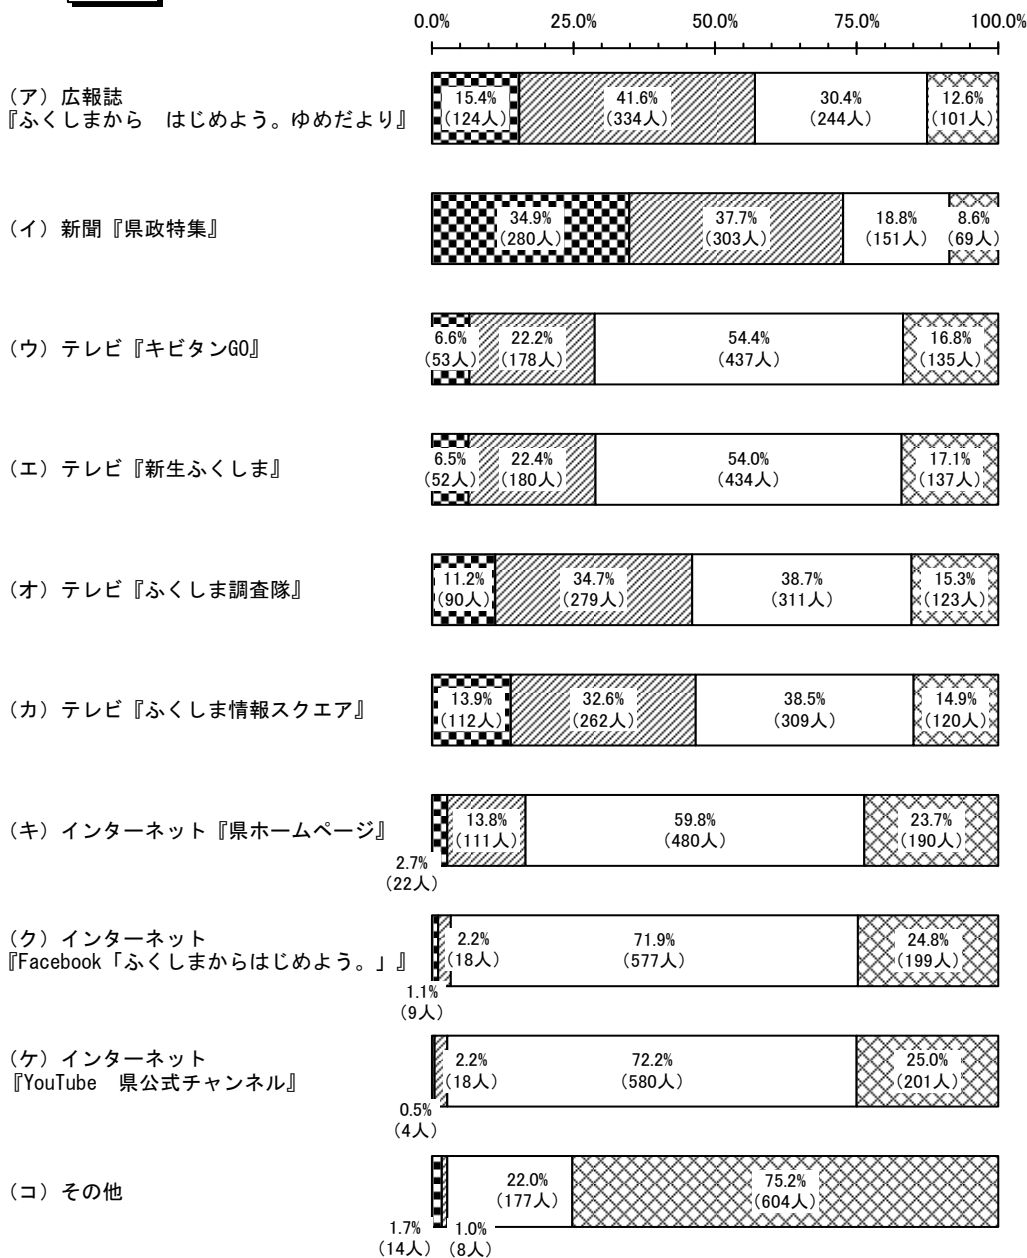 0.0% 25.0% 50.0% 75.0% 100.0%
(ア) 広報誌
『ふくしまから　はじめよう。ゆめだより』
15.4% 41.6% 30.4% 12.6%
(124人) (334人) (244人) (101人)
(イ) 新聞『県政特集』
34.9% 37.7% 18.8% 8.6%
(280人) (303人) (151人) (69人)
(ウ) テレビ『キビタンGO』
6.6% 22.2% 54.4% 16.8%
(53人) (178人) (437人) (135人)
(エ) テレビ『新生ふくしま』
6.5% 22.4% 54.0% 17.1%
(52人) (180人) (434人) (137人)
(オ) テレビ『ふくしま調査隊』
11.2% 34.7% 38.7% 15.3%
(90人) (279人) (311人) (123人)
(カ) テレビ『ふくしま情報スクエア』
13.9% 32.6% 38.5% 14.9%
(112人) (262人) (309人) (120人)
(キ) インターネット『県ホームページ』
13.8% 59.8% 23.7%
(111人) (480人) (190人)
2.7%
(22人)
(ク) インターネット
『Facebook「ふくしまからはじめよう。」』
2.2% 71.9% 24.8%
(18人) (577人) (199人)
1.1%
(9人)
(ケ) インターネット
『YouTube　県公式チャンネル』
2.2% 72.2% 25.0%
(18人) (580人) (201人)
0.5%
(4人)
(コ) その他
22.0% 75.2%
(177人) (604人)
1.7% 1.0%
(14人) (8人)